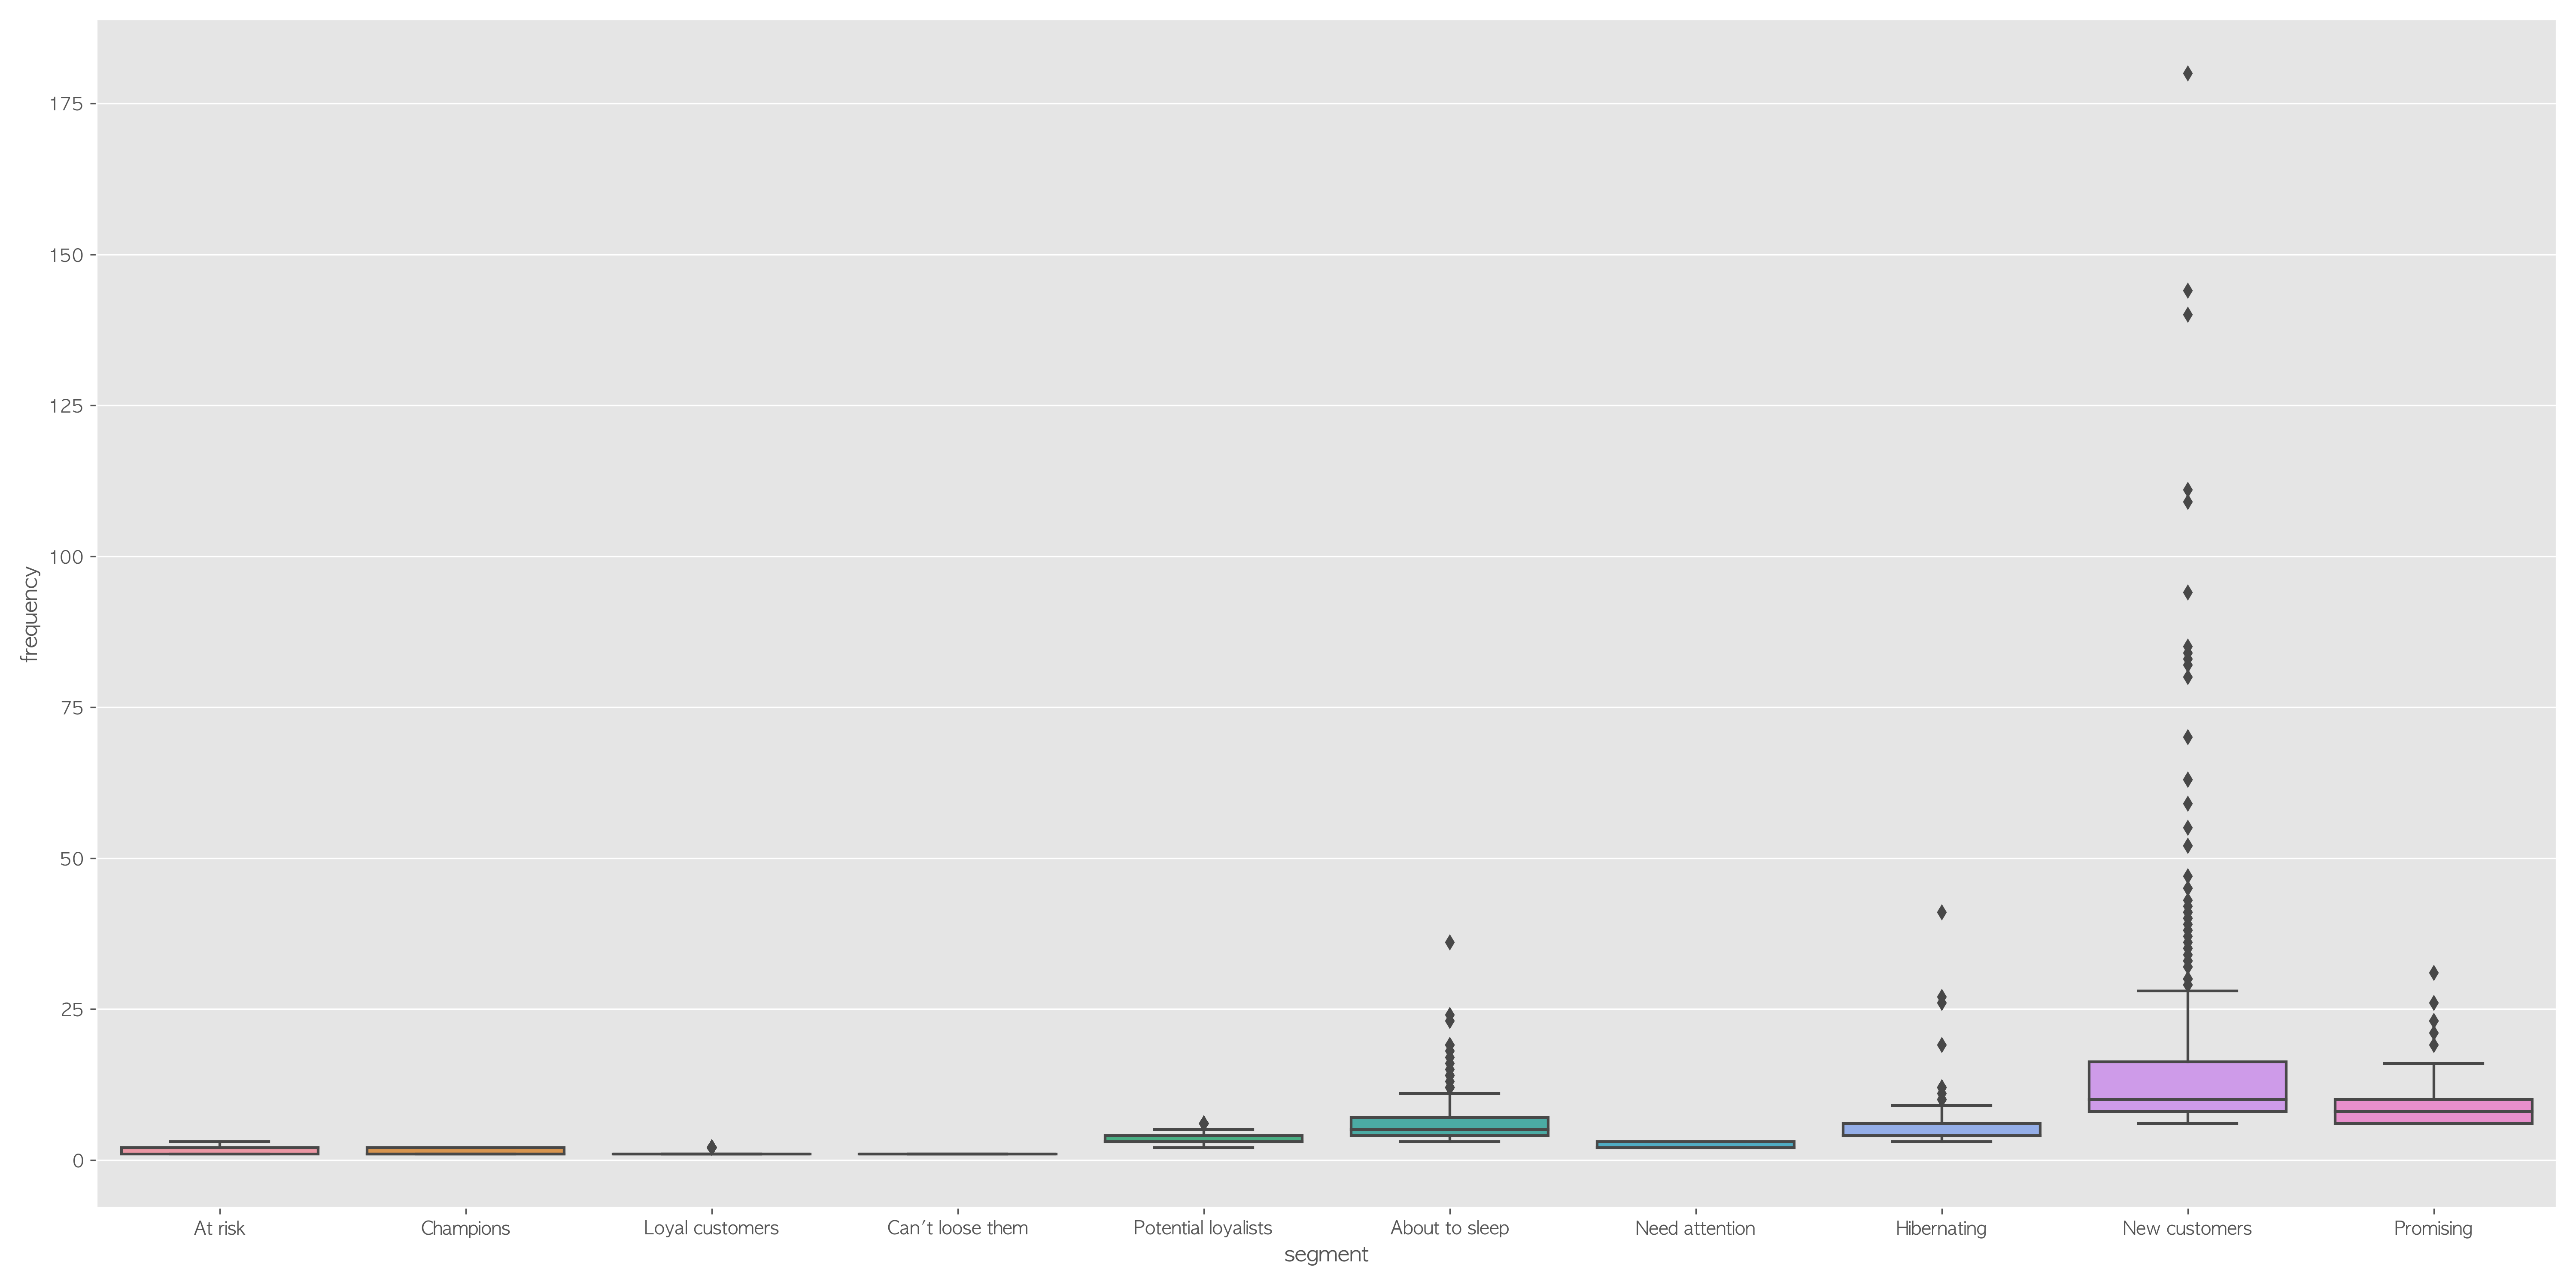 175
150
125
100
75
50
25
0
frequency
At risk
Champions
Loyal customers
Can't loose them
Potential loyalists
About to sleep
Need attention
Hibernating
New customers
Promising
segment